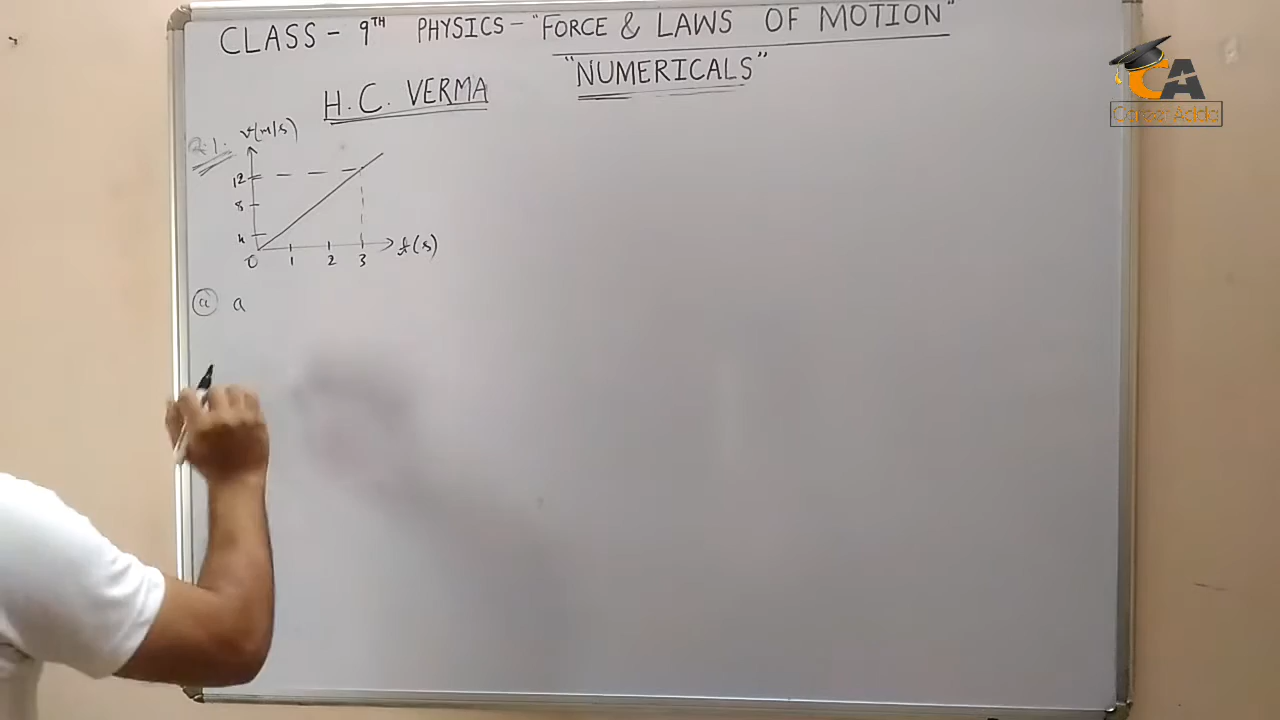 CLASS - 9TH PHYSICS - "FORCE & LAWS OF MOTION"
"NUMERICALS"
H.C. VERMA
Q.1.
v(m/s)
12
8
4
0 1 2 3 t(s)
(a) a
CA
Career Adda